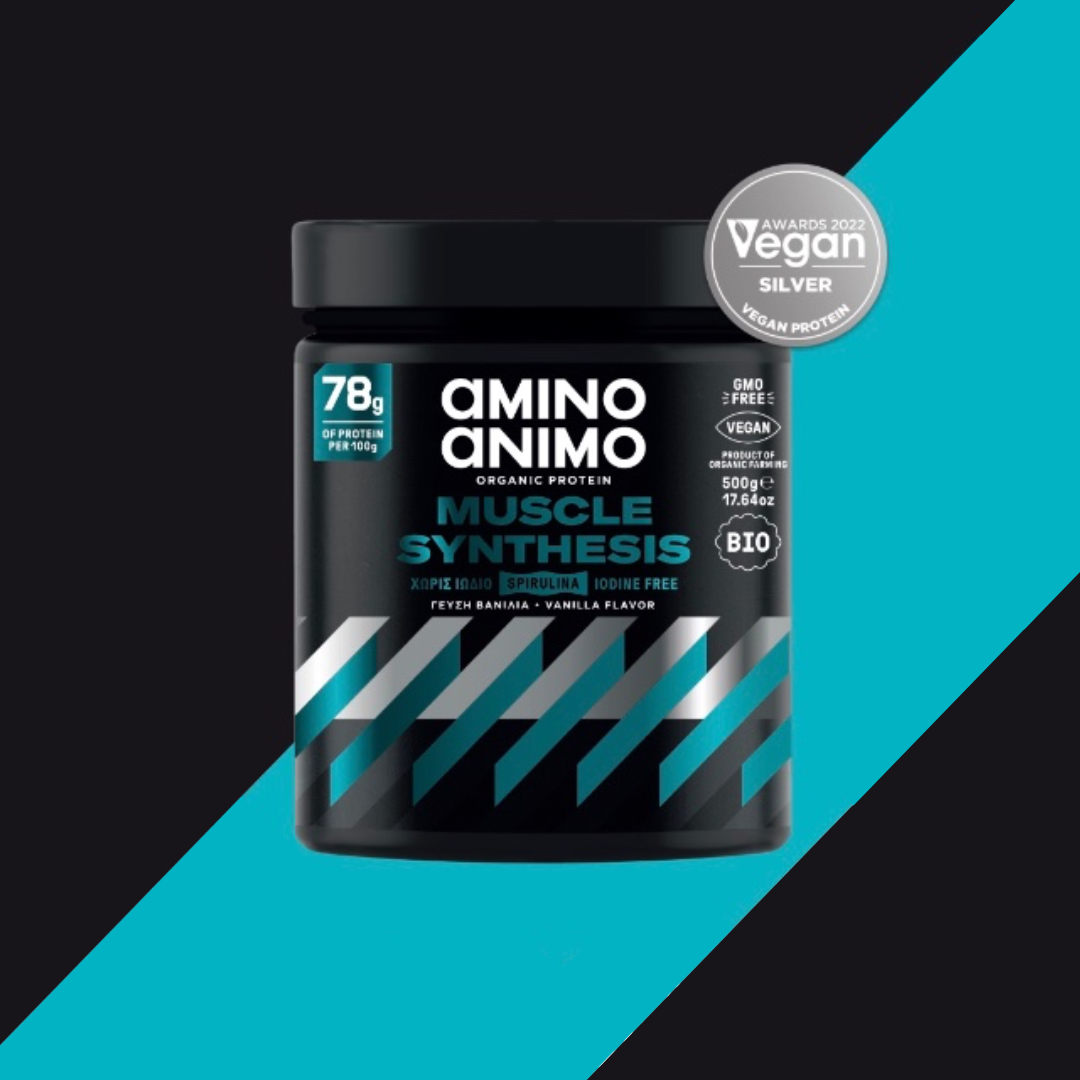 AWARDS 2022
Vegan
SILVER
VEGAN PROTEIN
78g
OF PROTEIN
PER 100g
aMINO
aNIMO
ORGANIC PROTEIN
MUSCLE
SYNTHESIS
ΧΩΡΙΣ ΙΩΔΙΟ SPIRULINA IODINE FREE
ΓΕΥΣΗ ΒΑΝΙΛΙΑ • VANILLA FLAVOR
GMO
FREE
VEGAN
PRODUCT OF
ORGANIC FARMING
500g ℮
17.64oz
BIO